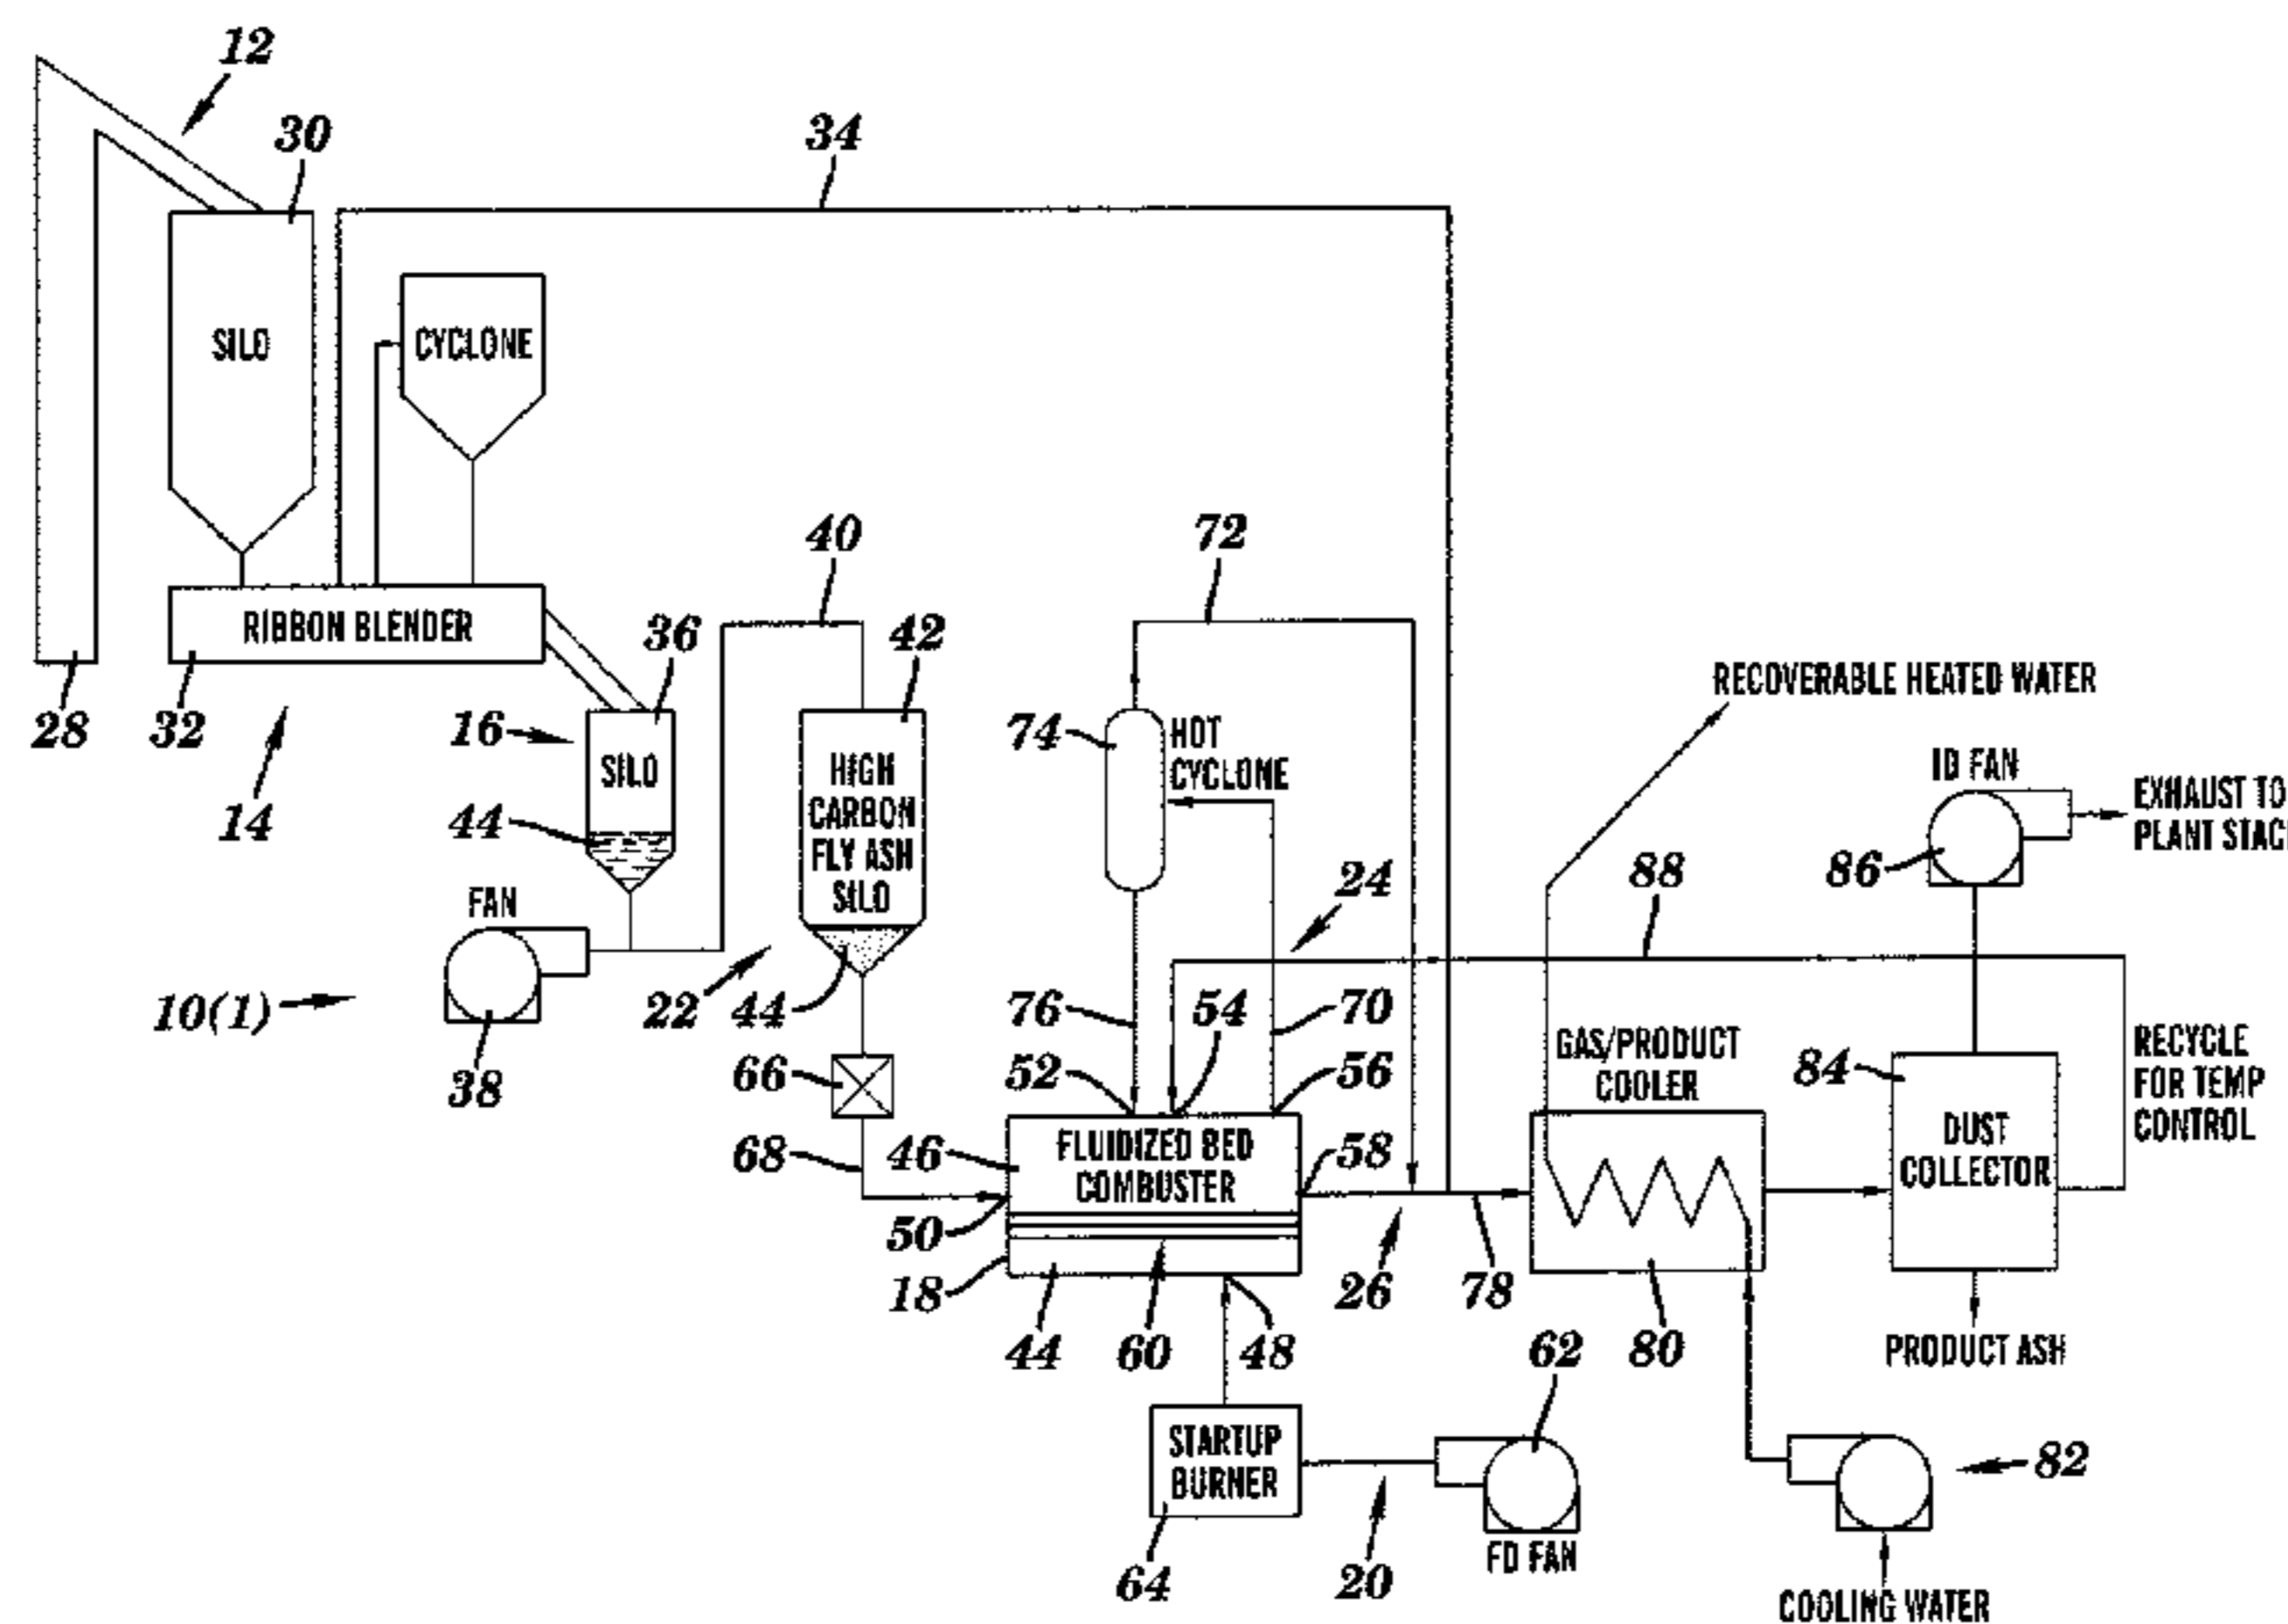 12
30
34
SILO
CYCLONE
40
72
RIBBON BLENDER
36
42
RECOVERABLE HEATED WATER
28
32
16
74
HOT
CYCLONE
ID FAN
SILO
HIGH
CARBON
FLY ASH
SILO
14
44
EXHAUST TO
PLANT STAC
86
88
24
FAN
10(1)
22
44
76
54
70
38
66
52
56
GAS/PRODUCT
COOLER
84
RECYCLE
FOR TEMP
CONTROL
68
46
FLUIDIZED BED
COMBUSTER
58
DUST
COLLECTOR
50
18
26
78
44
60
48
62
80
PRODUCT ASH
STARTUP
BURNER
82
64
20
FD FAN
COOLING WATER